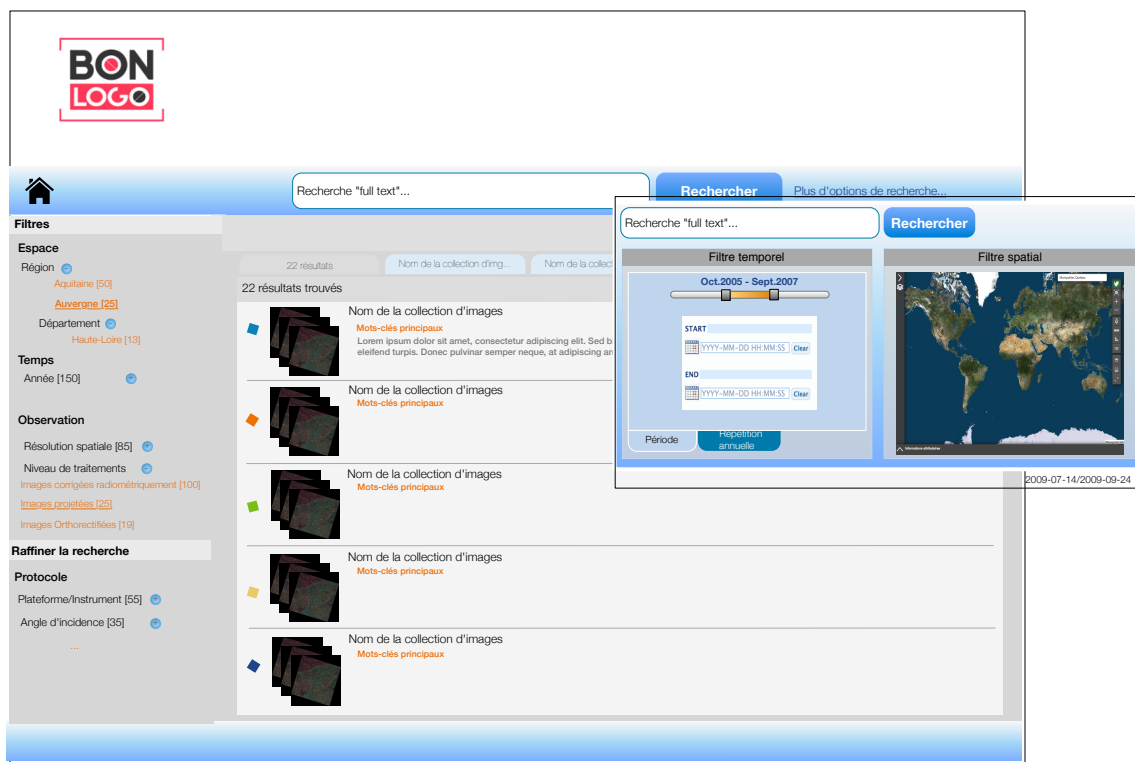 BON
LOGO
Recherche "full text"...
Rechercher
Plus d'options de recherche...
Filtres
Espace
Région
Aquitaine [50]
Auvergne [25]
Département
Haute-Loire [13]
Temps
Année [150]
Observation
Résolution spatiale [85]
Niveau de traitements
Images corrigées radiométriquement [100]
Images projetées [25]
Images Orthorectifiées [19]
Raffiner la recherche
Protocole
Plateforme/Instrument [55]
Angle d'incidence [35]
...
22 résultats
Nom de la collection d'img...
Nom de la collect
22 résultats trouvés
Nom de la collection d'images
Mots-clés principaux
Lorem ipsum dolor sit amet, consectetur adipiscing elit. Sed b
eleifend turpis. Donec pulvinar semper neque, at adipiscing an
Nom de la collection d'images
Mots-clés principaux
Nom de la collection d'images
Mots-clés principaux
Nom de la collection d'images
Mots-clés principaux
Nom de la collection d'images
Mots-clés principaux
Recherche "full text"...
Rechercher
Filtre temporel
Oct.2005 - Sept.2007
START
YYYY-MM-DD HH:MM:SS Clear
END
YYYY-MM-DD HH:MM:SS Clear
Période
Répétition
annuelle
Filtre spatial
2009-07-14/2009-09-24